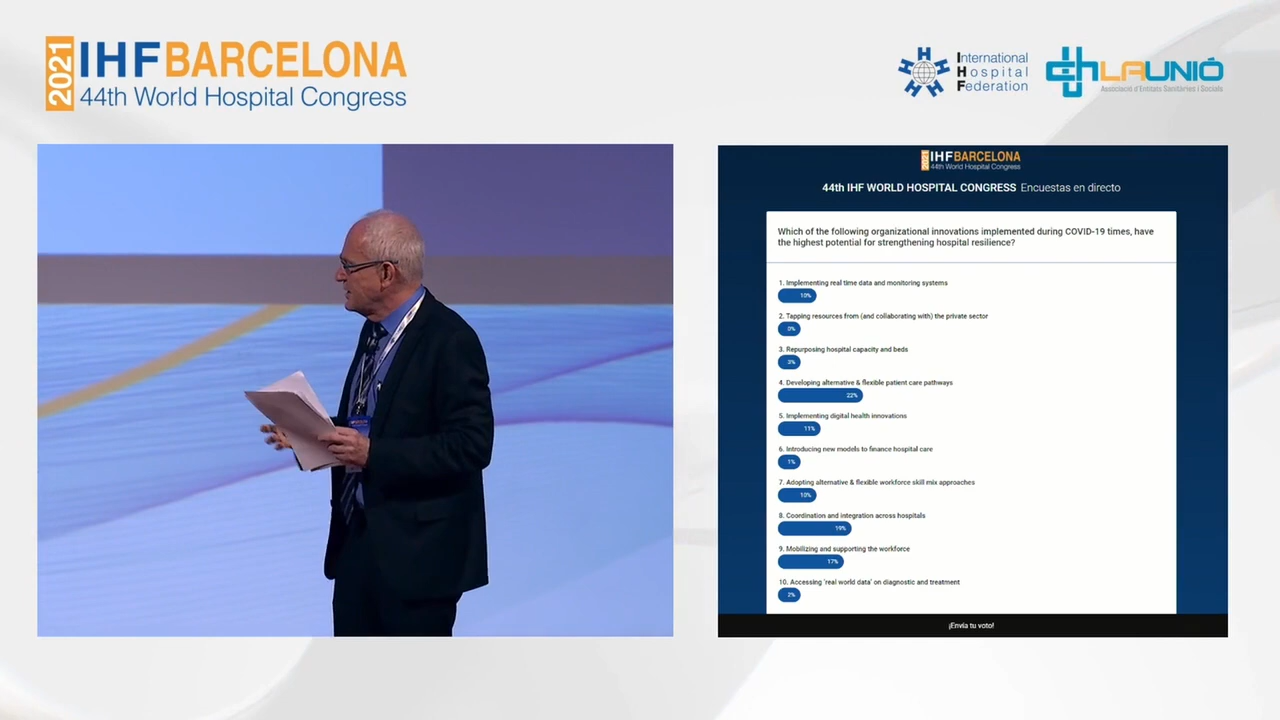 2021
IHFBARCELONA
44th World Hospital Congress
International
Hospital
Federation
LAUNIÓ
Associació d'Entitats Sanitàries i Socials
2021
IHFBARCELONA
44th World Hospital Congress
44th IHF WORLD HOSPITAL CONGRESS Encuestas en directo
Which of the following organizational innovations implemented during COVID-19 times, have
the highest potential for strengthening hospital resilience?
1. Implementing real time data and monitoring systems
10%
2. Tapping resources from (and collaborating with) the private sector
0%
3. Repurposing hospital capacity and beds
3%
4. Developing alternative & flexible patient care pathways
22%
5. Implementing digital health innovations
11%
6. Introducing new models to finance hospital care
1%
7. Adopting alternative & flexible workforce skill mix approaches
10%
8. Coordination and integration across hospitals
19%
9. Mobilizing and supporting the workforce
17%
10. Accessing 'real world data' on diagnostic and treatment
2%
¡Envía tu voto!